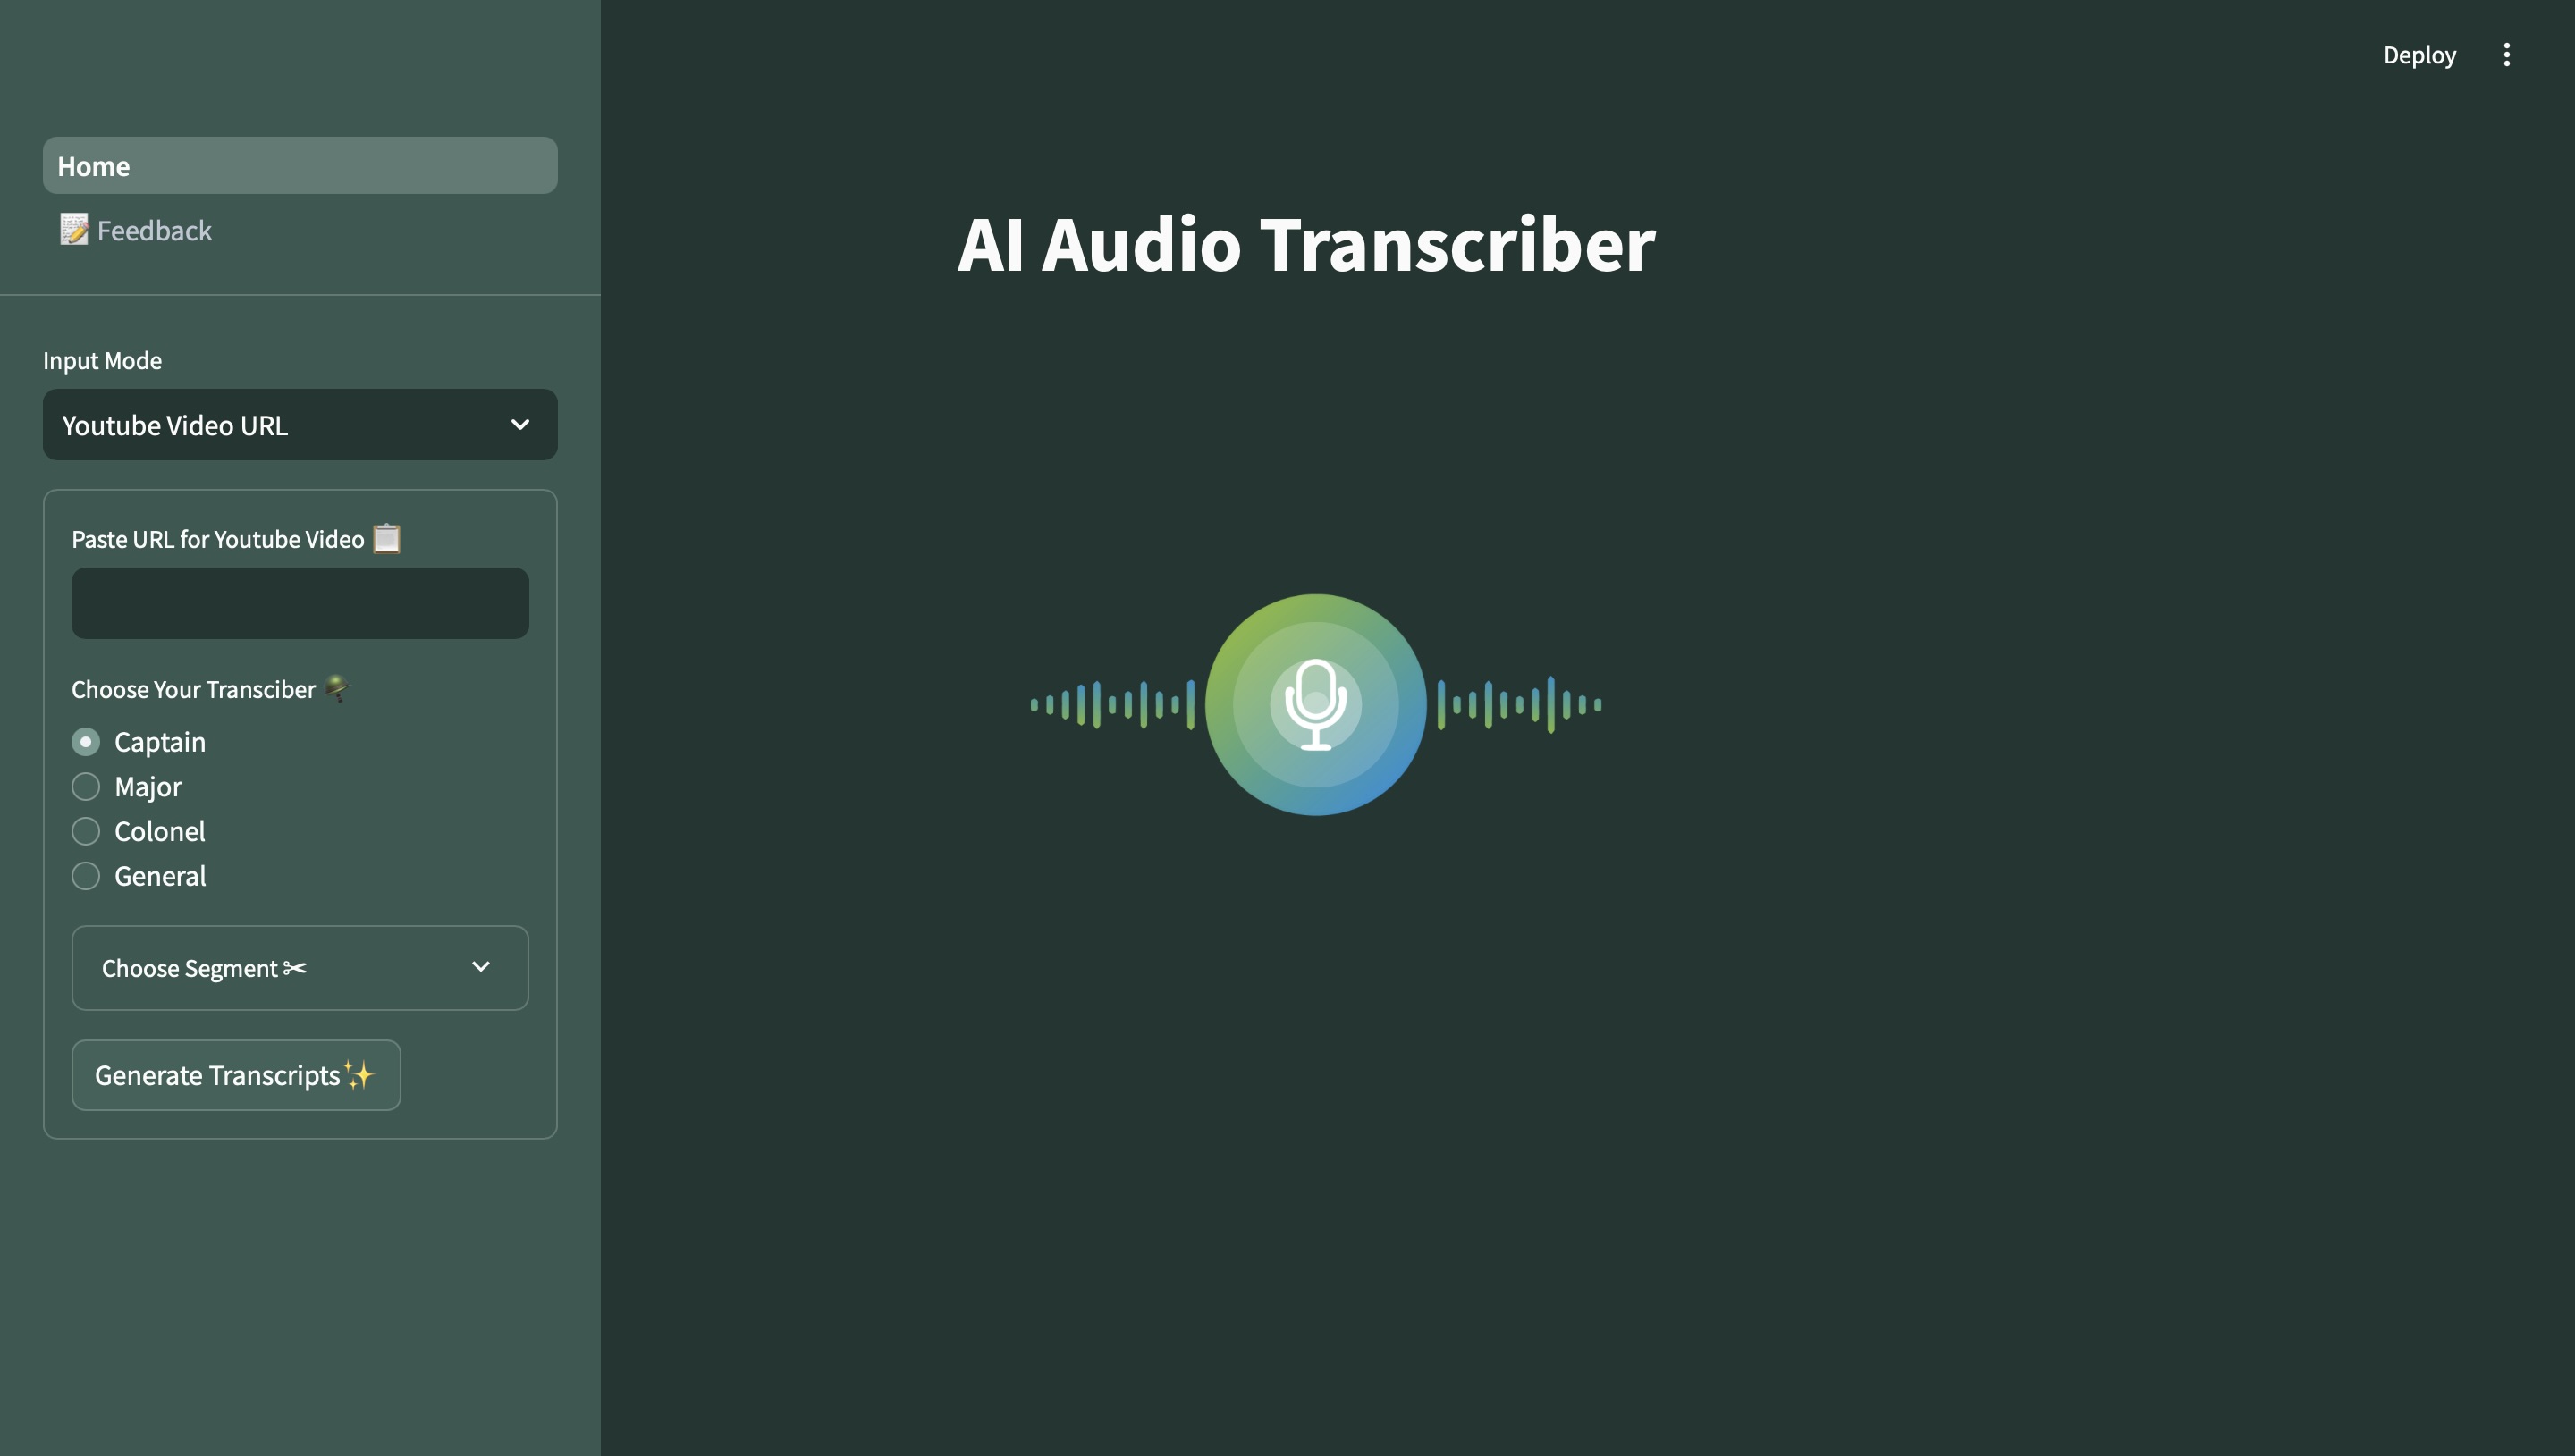 Deploy
Home
📝 Feedback
AI Audio Transcriber
Input Mode
Youtube Video URL
Paste URL for Youtube Video 📋
Choose Your Transciber 🪖
Captain
Major
Colonel
General
Choose Segment ✂
Generate Transcripts✨